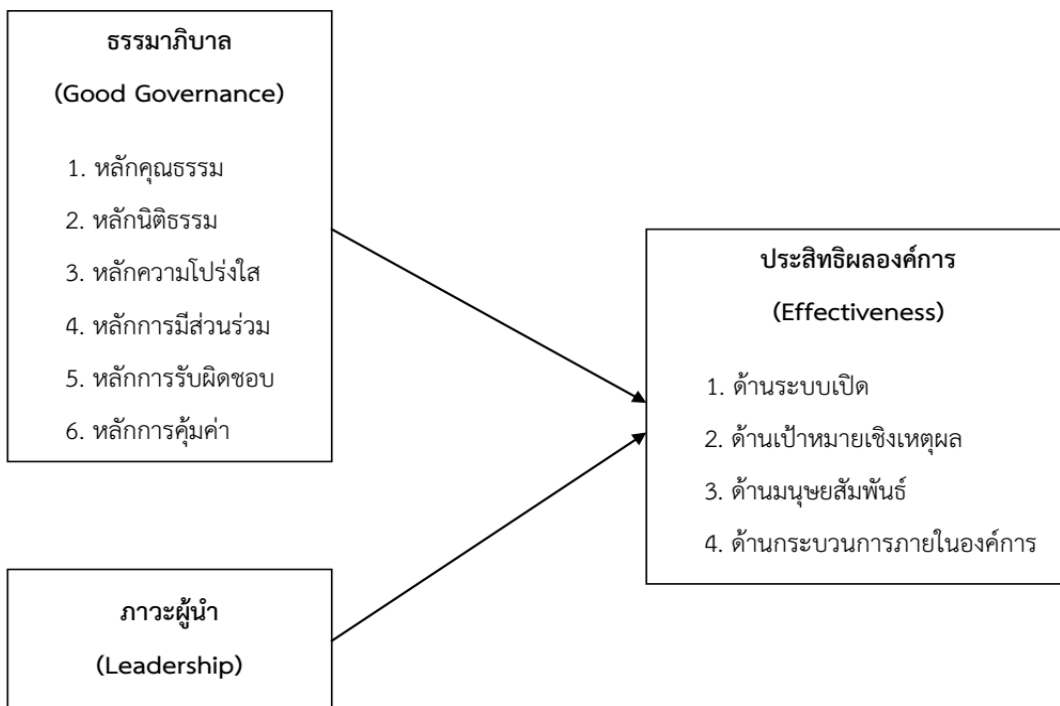 ธรรมาภิบาล
(Good Governance)
1. หลักคุณธรรม
2. หลักนิติธรรม
3. หลักความโปร่งใส
4. หลักการมีส่วนร่วม
5. หลักการรับผิดชอบ
6. หลักการคุ้มค่า
ประสิทธิผลองค์การ
(Effectiveness)
1. ด้านระบบเปิด
2. ด้านเป้าหมายเชิงเหตุผล
3. ด้านมนุษยสัมพันธ์
4. ด้านกระบวนการภายในองค์การ
ภาวะผู้นำ
(Leadership)